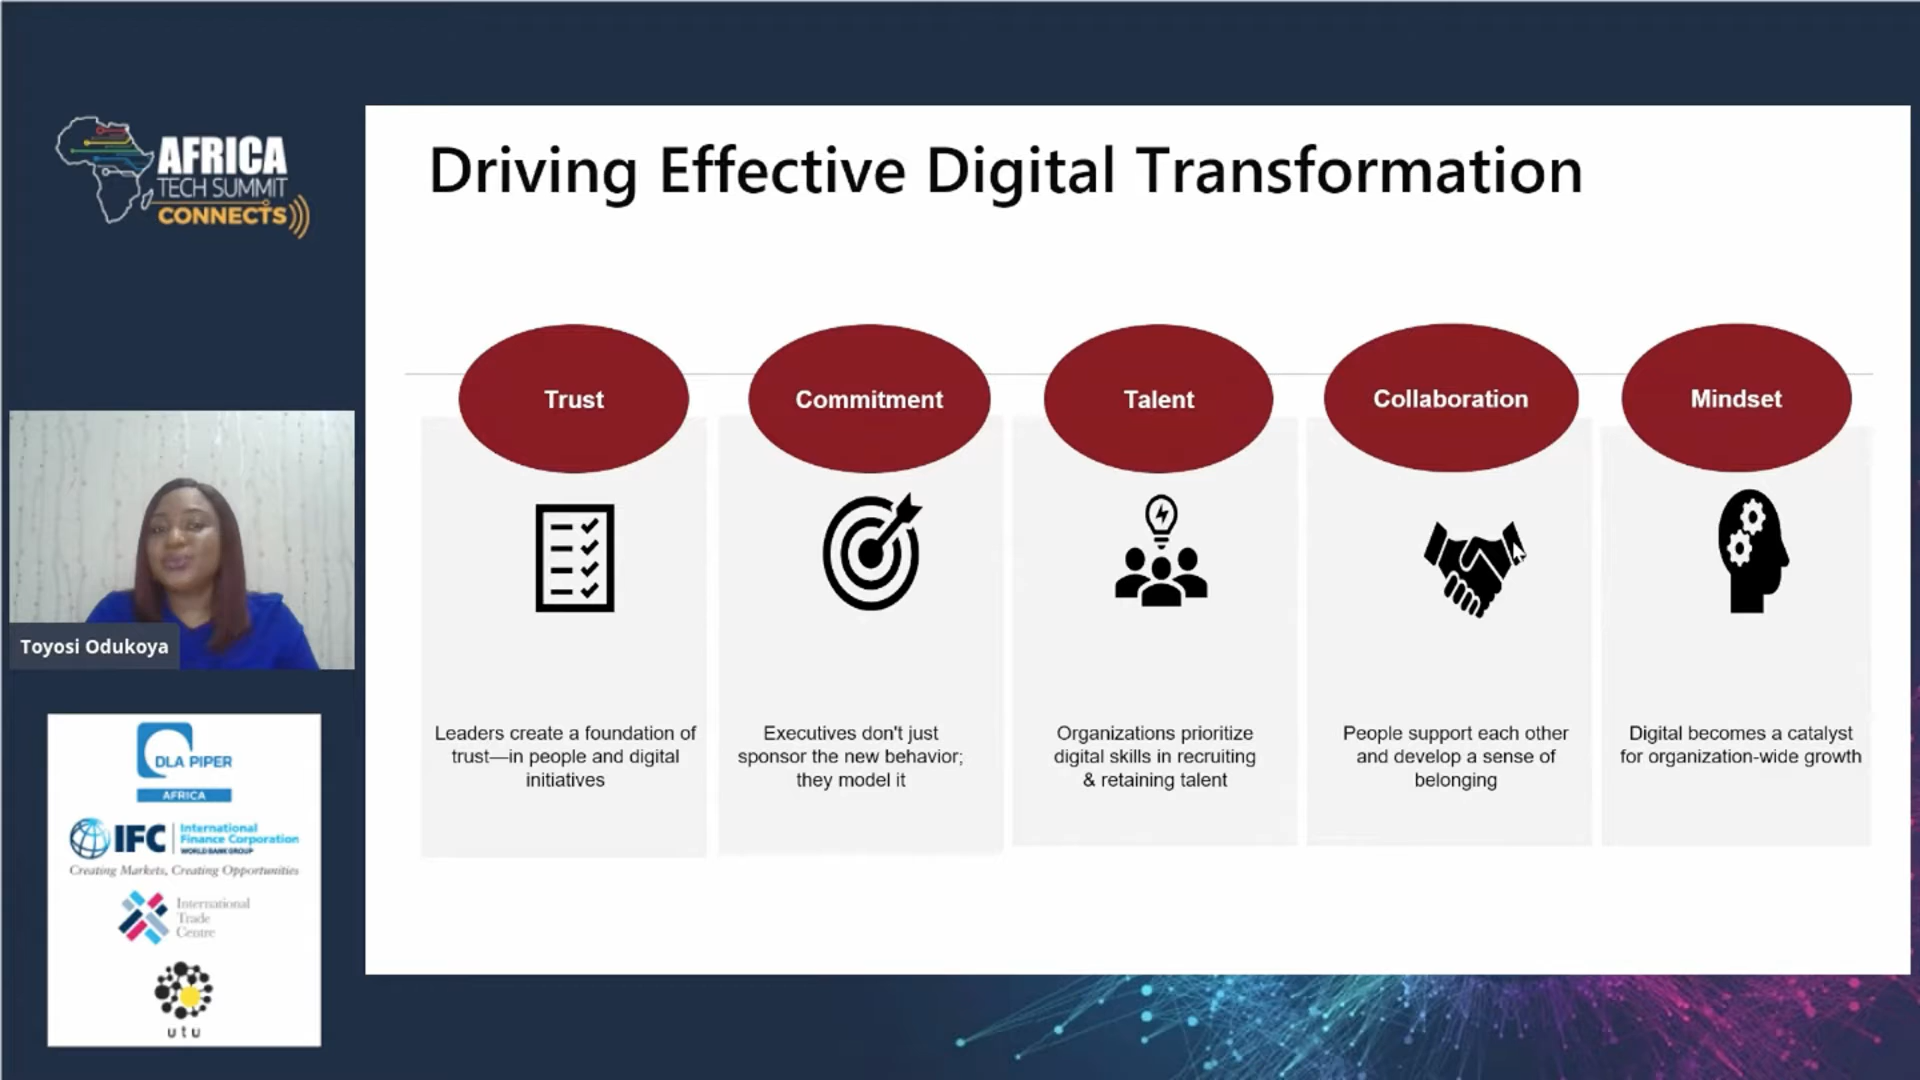 AFRICA
TECH SUMMIT
CONNECTS
Driving Effective Digital Transformation
Trust
Commitment
Talent
Collaboration
Mindset
Leaders create a foundation of
trust—in people and digital
initiatives
Executives don't just
sponsor the new behavior;
they model it
Organizations prioritize
digital skills in recruiting
& retaining talent
People support each other
and develop a sense of
belonging
Digital becomes a catalyst
for organization-wide growth
Toyosi Odukoya
DLA PIPER
AFRICA
IFC
International
Finance Corporation
WORLD BANK GROUP
Creating Markets, Creating Opportunities
International
Trade
Centre
utu